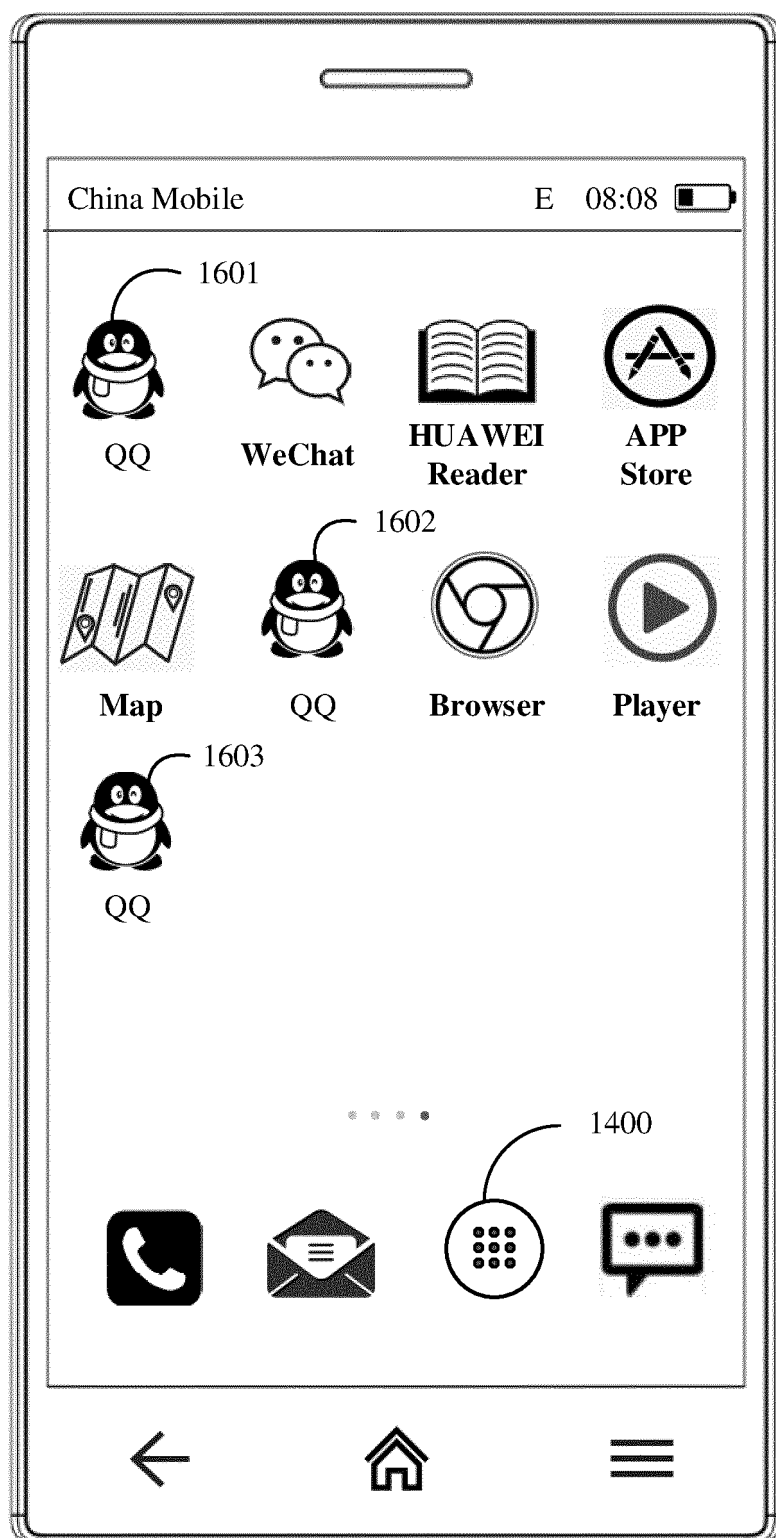 China Mobile E 08:08
1601
QQ WeChat HUAWEI Reader APP Store
1602
Map QQ Browser Player
1603
QQ
1400